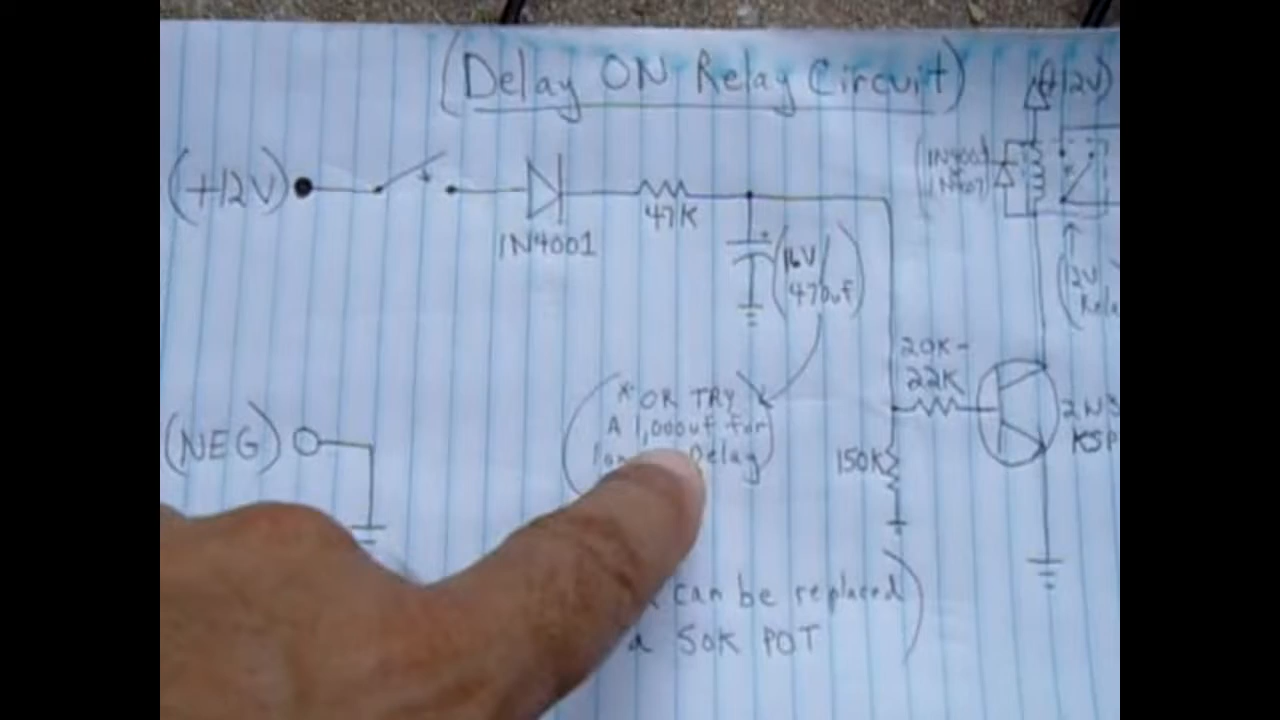 (Delay ON Relay Circuit)
(+12V)
(+12V)
1N4001
47K
16V/
470uf
1N4001
12V
20K-
22K
150K
* OR TRY
A 1,000uf for
Delay
(NEG)
can be replaced
a 50K POT